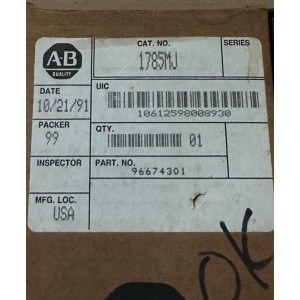 A-B
QUALITY
CAT. NO.
1785MJ
SERIES
DATE
10/21/91
UIC
10612598008930
PACKER
99
QTY.
01
INSPECTOR
PART NO.
96674301
MFG. LOC.
USA
OK